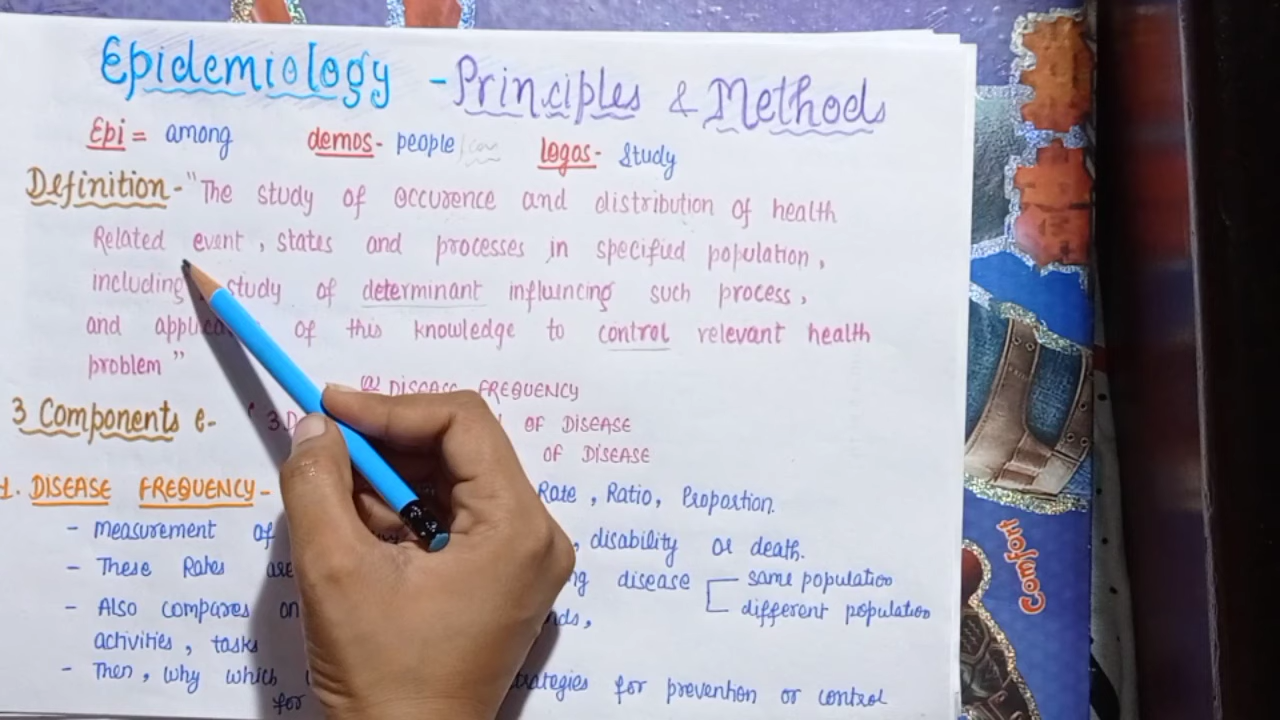 Epidemiology - Principles & Methods
Epi = among demos - people logos - Study
Definition - "The study of occurence and distribution of health
Related event, states and processes in specified population,
including study of determinant influencing such process,
and of this knowledge to control relevant health
problem"
DISEASE FREQUENCY
3 Components e- OF DISEASE
OF DISEASE
1. DISEASE FREQUENCY - Rate, Ratio, Proportion.
- Measurement of disability or death.
- These Rates are disease same population
different population
- Also compares
activities, tasks
- Then, why which strategies for prevention or control
for
Comfort